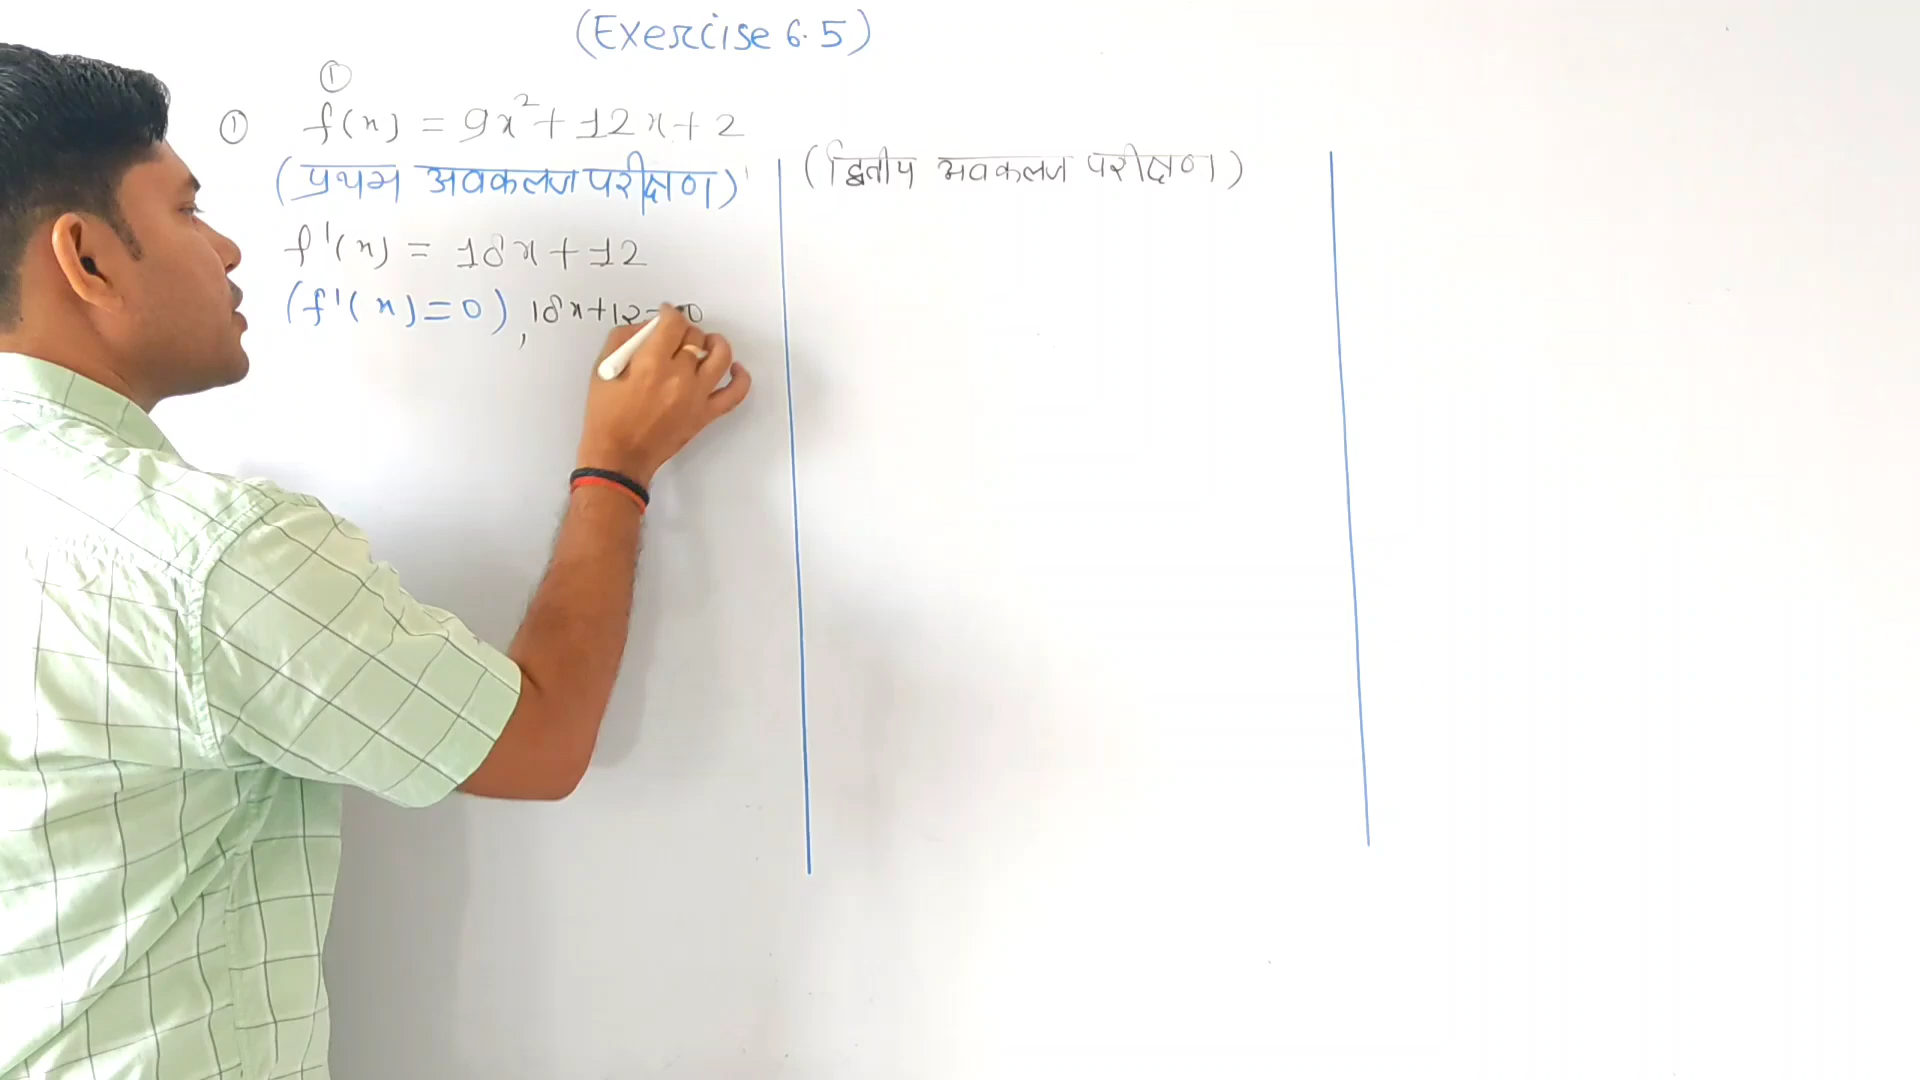 (Exercise 6.5)
①
① f(x) = 9x² + 12x + 2
(प्रथम अवकलज परीक्षण)
f'(x) = 18x + 12
(f'(x) = 0), 18x + 12 = 0
(द्वितीय अवकलज परीक्षण)